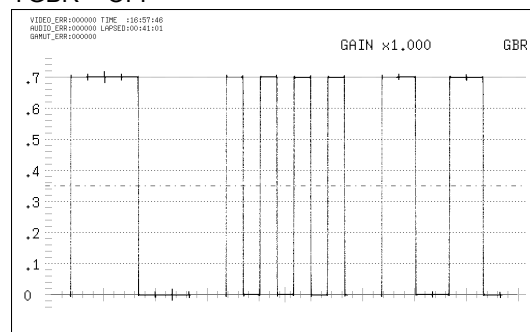 VIDEO_ERR:000000 TIME  :16:57:46
AUDIO_ERR:000000 LAPSED:00:41:01
GAMUT_ERR:000000
GAIN x1.000
GBR
.7
.6
.5
.4
.3
.2
.1
0